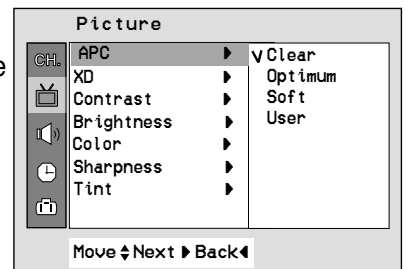 Picture
e
CH.
APC
XD
Contrast
Brightness
Color
Sharpness
Tint
V Clear
Optimum
Soft
User
Move Next Back